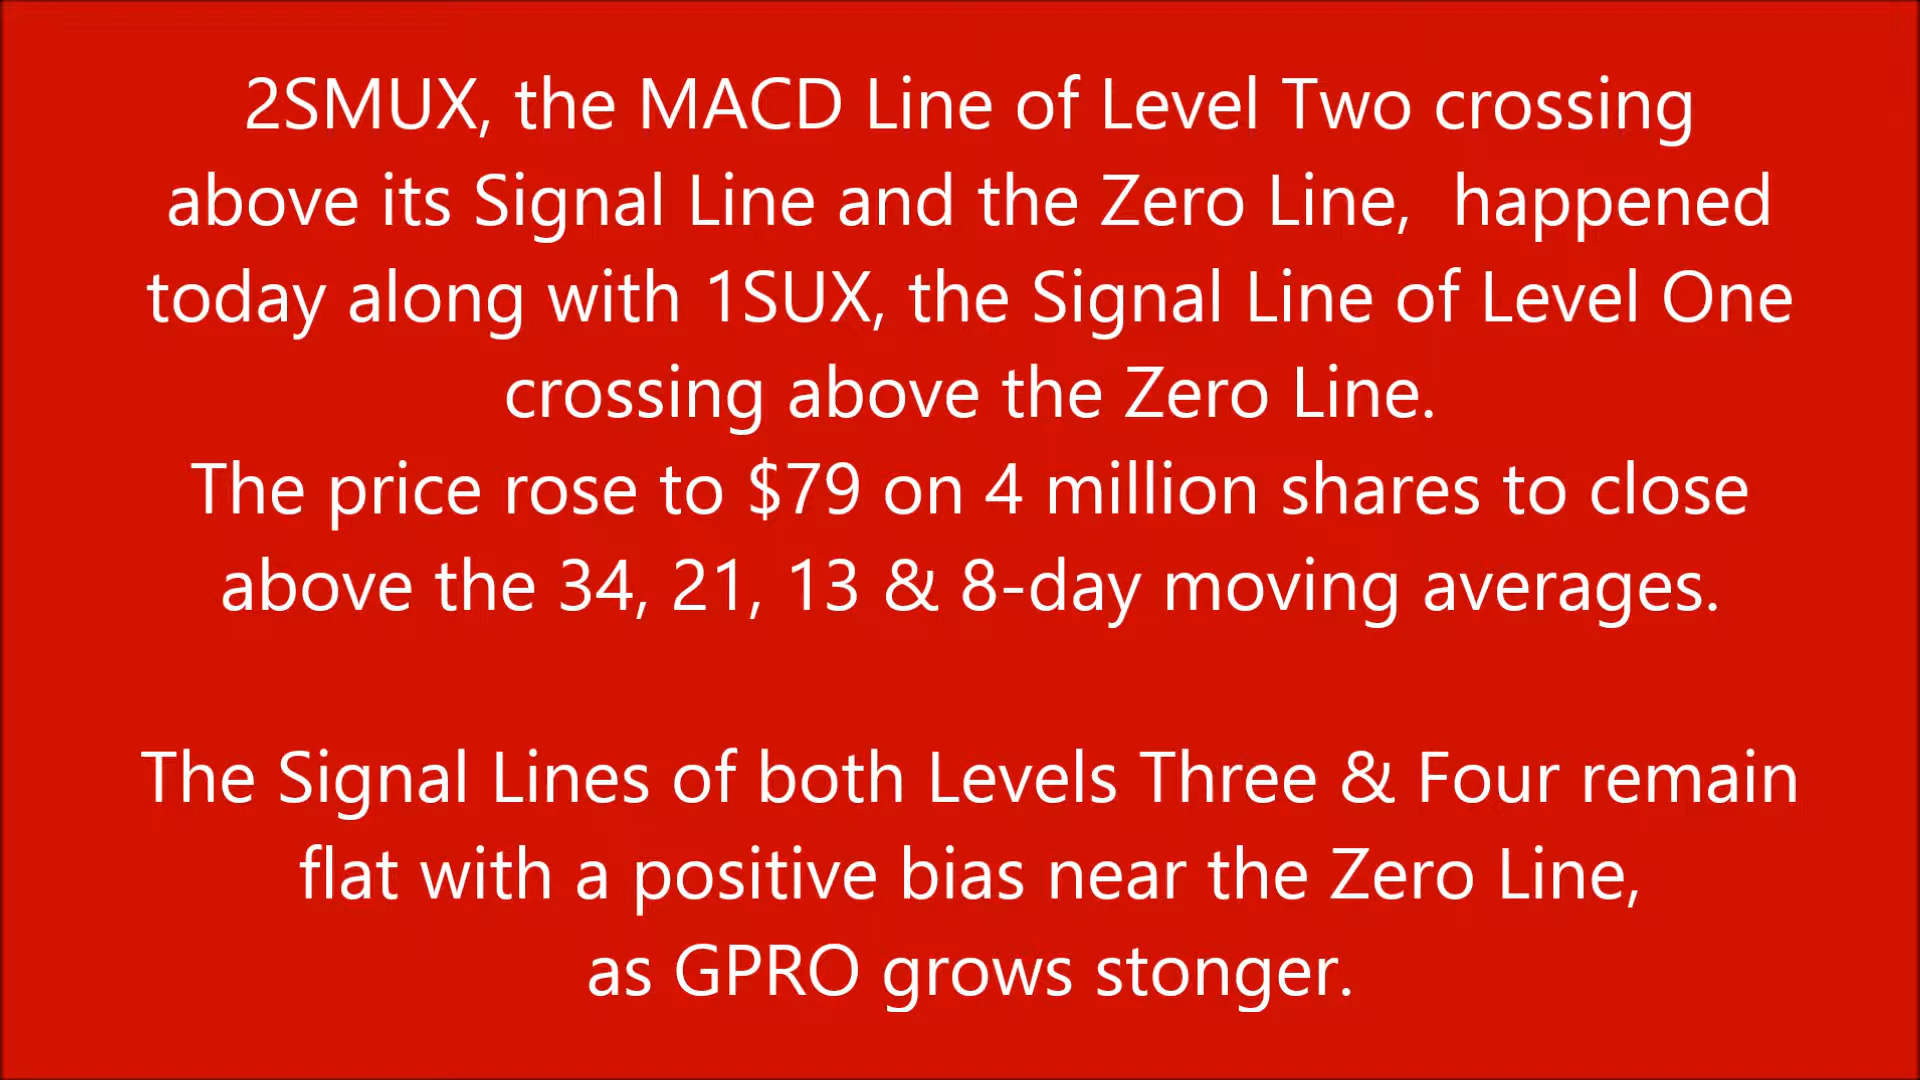 2SMUX, the MACD Line of Level Two crossing
above its Signal Line and the Zero Line,  happened
today along with 1SUX, the Signal Line of Level One
crossing above the Zero Line.
The price rose to $79 on 4 million shares to close
above the 34, 21, 13 & 8-day moving averages.
The Signal Lines of both Levels Three & Four remain
flat with a positive bias near the Zero Line,
as GPRO grows stonger.